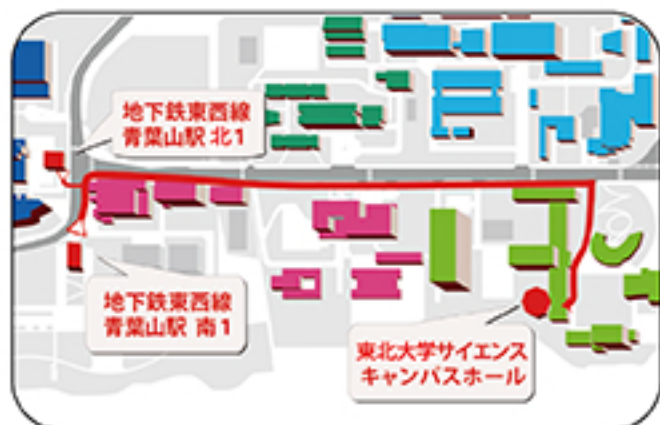 地下鉄東西線
青葉山駅 北1
地下鉄東西線
青葉山駅 南1
東北大学サイエンス
キャンパスホール